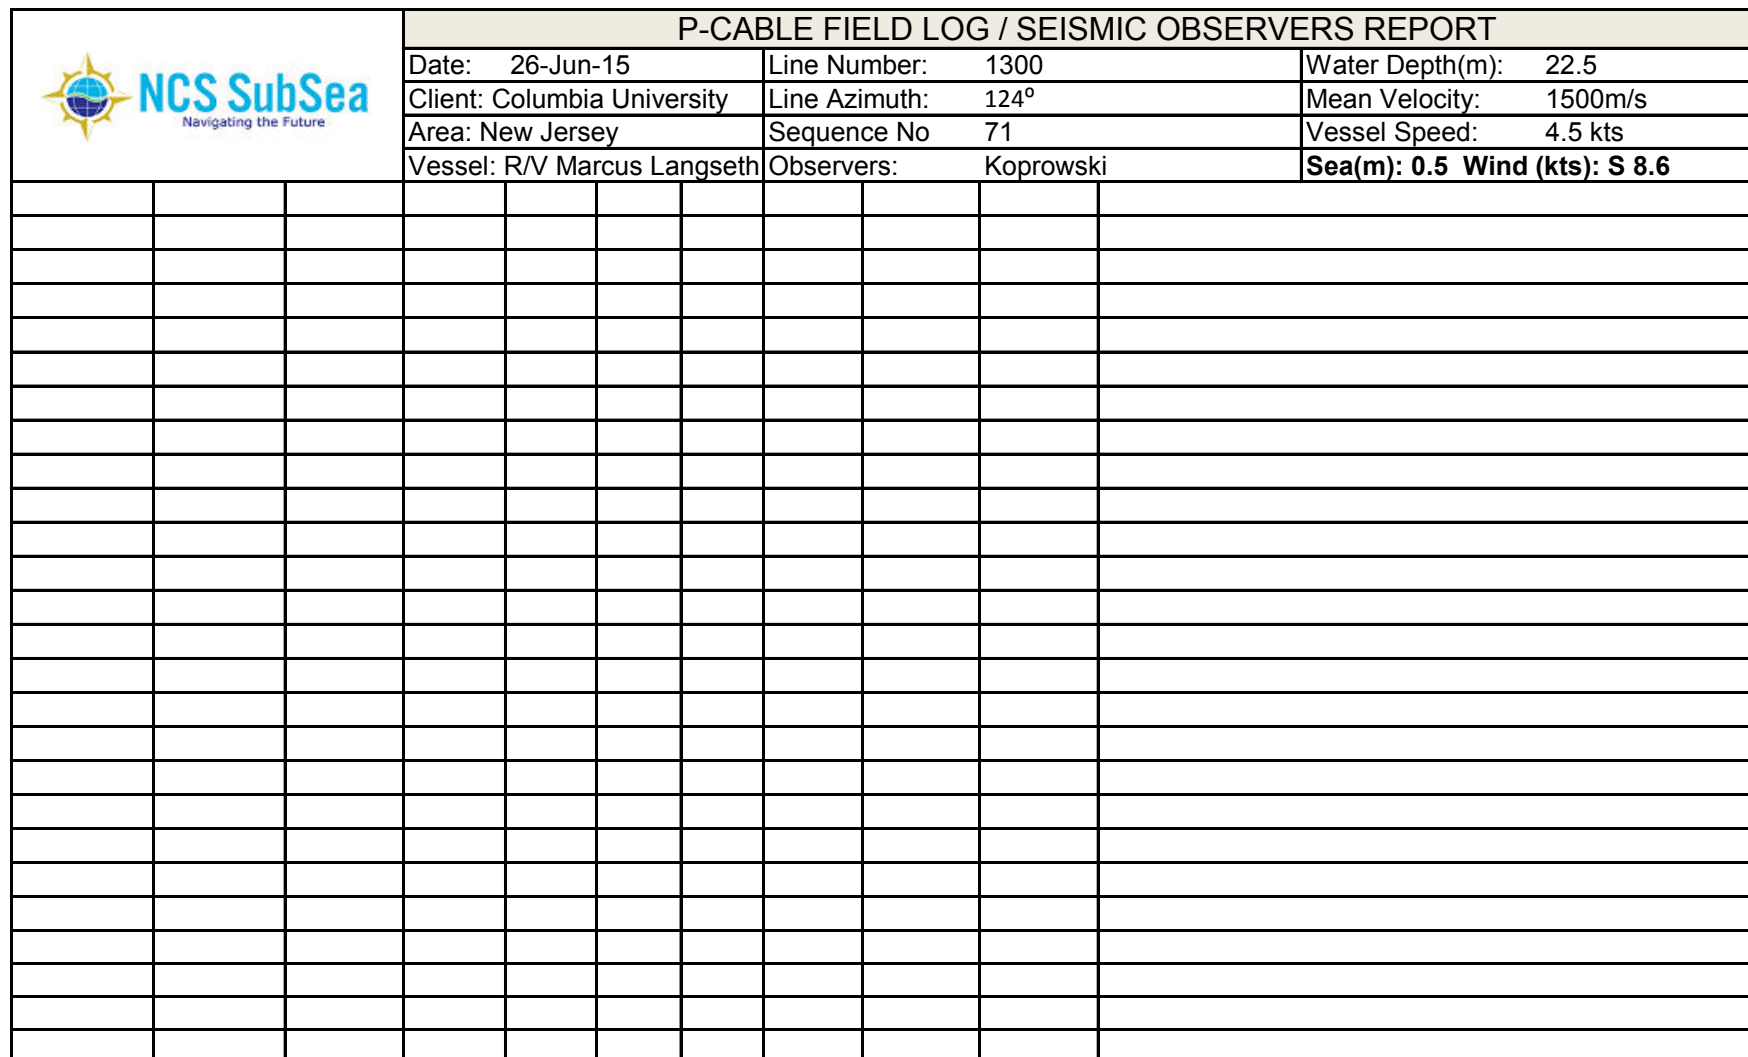 P-CABLE FIELD LOG / SEISMIC OBSERVERS REPORT
NCS SubSea
Navigating the Future
Date: 26-Jun-15 Line Number: 1300 Water Depth(m): 22.5
Client: Columbia University Line Azimuth: 124º Mean Velocity: 1500m/s
Area: New Jersey Sequence No 71 Vessel Speed: 4.5 kts
Vessel: R/V Marcus Langseth Observers: Koprowski Sea(m): 0.5 Wind (kts): S 8.6